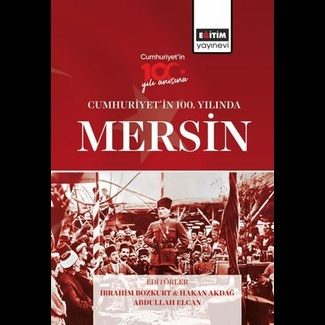 EĞİTİM
yayınevi
Cumhuriyet'in
100.
yılı anısına
CUMHURİYET'İN 100. YILINDA
MERSİN
EDİTÖRLER
İBRAHİM BOZKURT & HAKAN AKDAĞ
ABDULLAH ELCAN